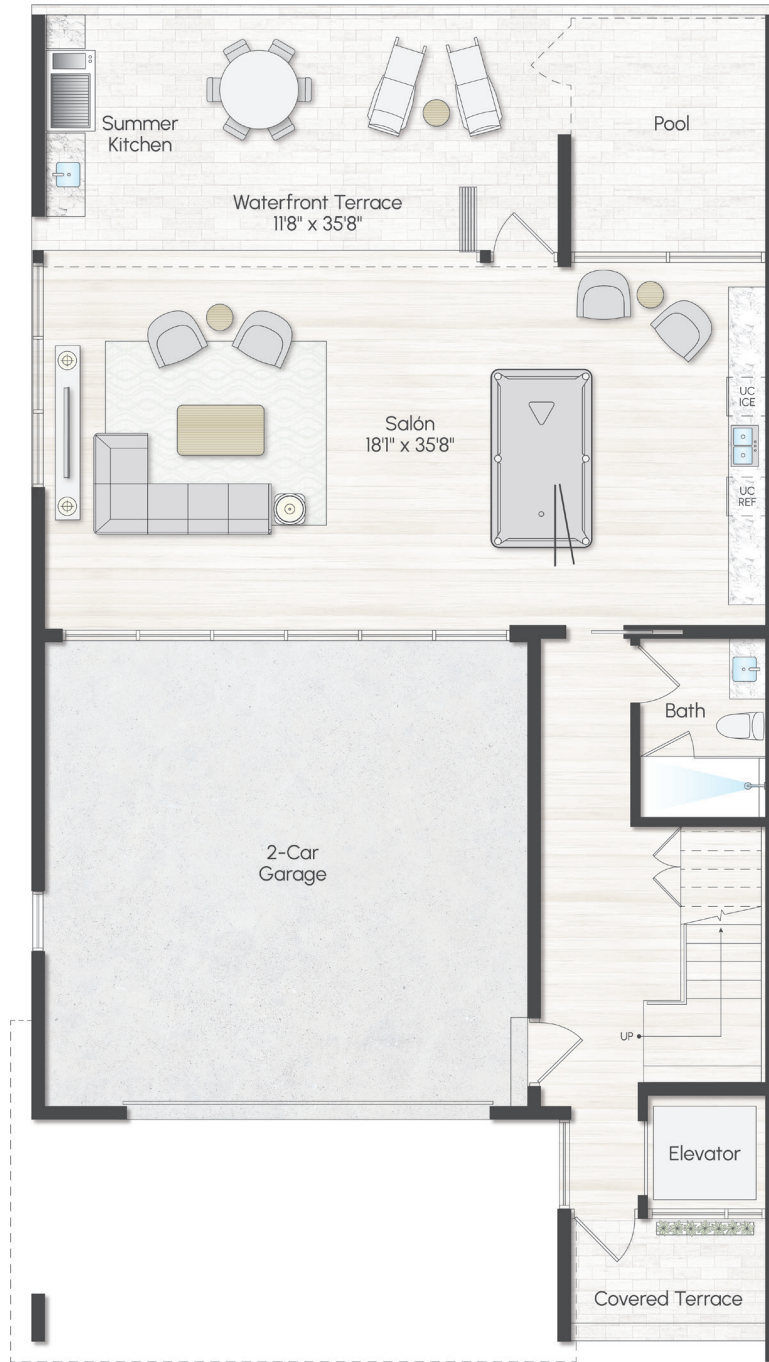 Summer
Kitchen
Pool
Waterfront Terrace
11'8" x 35'8"
Salón
18'1" x 35'8"
UC
ICE
UC
REF
Bath
2-Car
Garage
UP
Elevator
Covered Terrace